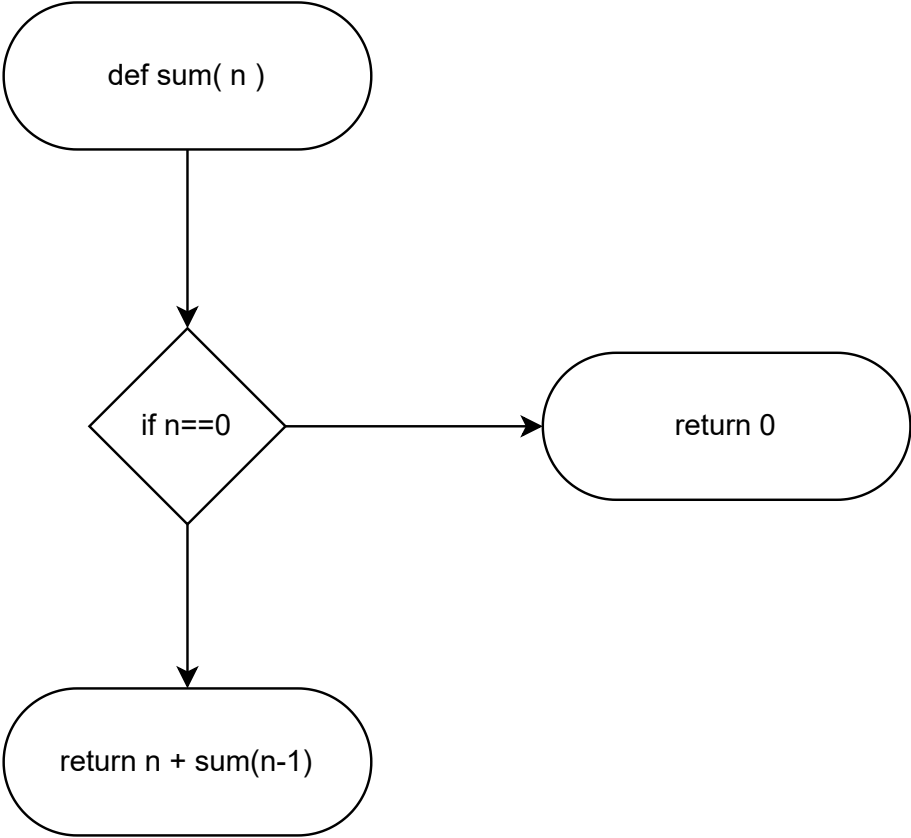 def sum( n )
if n==0
return 0
return n + sum(n-1)